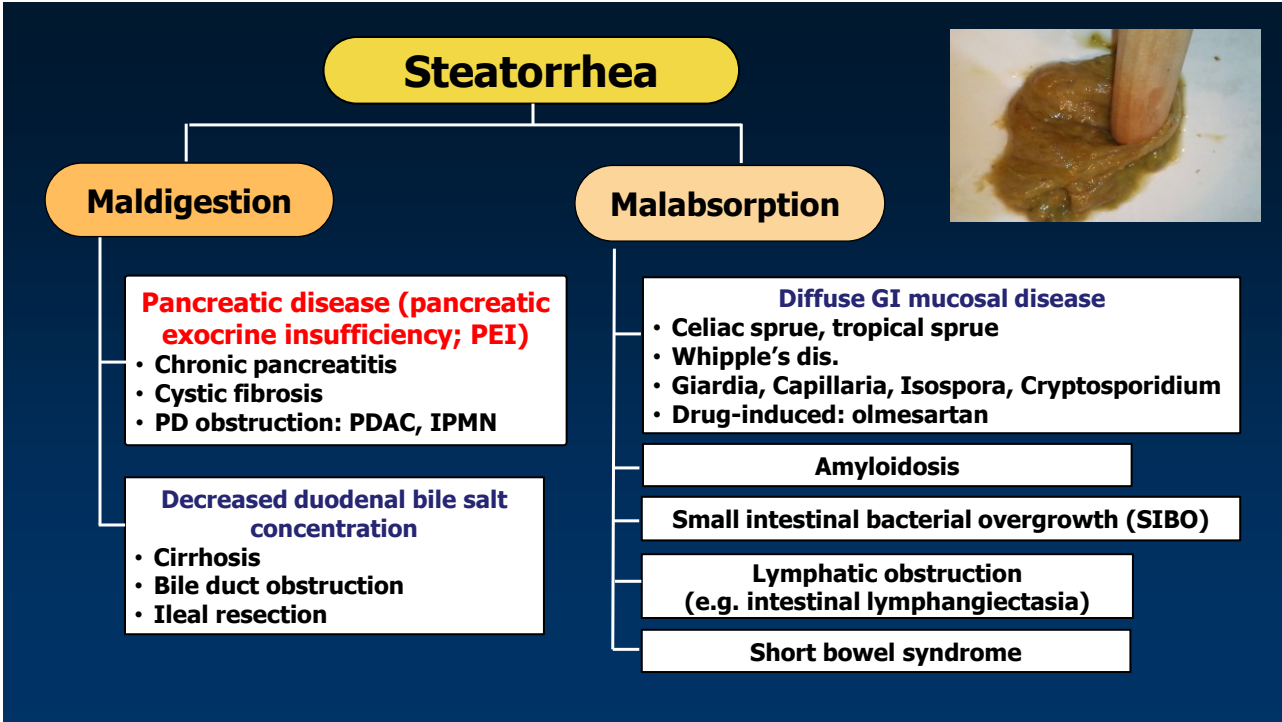 Steatorrhea
Maldigestion
Pancreatic disease (pancreatic
exocrine insufficiency; PEI)
• Chronic pancreatitis
• Cystic fibrosis
• PD obstruction: PDAC, IPMN
Decreased duodenal bile salt
concentration
• Cirrhosis
• Bile duct obstruction
• Ileal resection
Malabsorption
Diffuse GI mucosal disease
• Celiac sprue, tropical sprue
• Whipple’s dis.
• Giardia, Capillaria, Isospora, Cryptosporidium
• Drug-induced: olmesartan
Amyloidosis
Small intestinal bacterial overgrowth (SIBO)
Lymphatic obstruction
(e.g. intestinal lymphangiectasia)
Short bowel syndrome